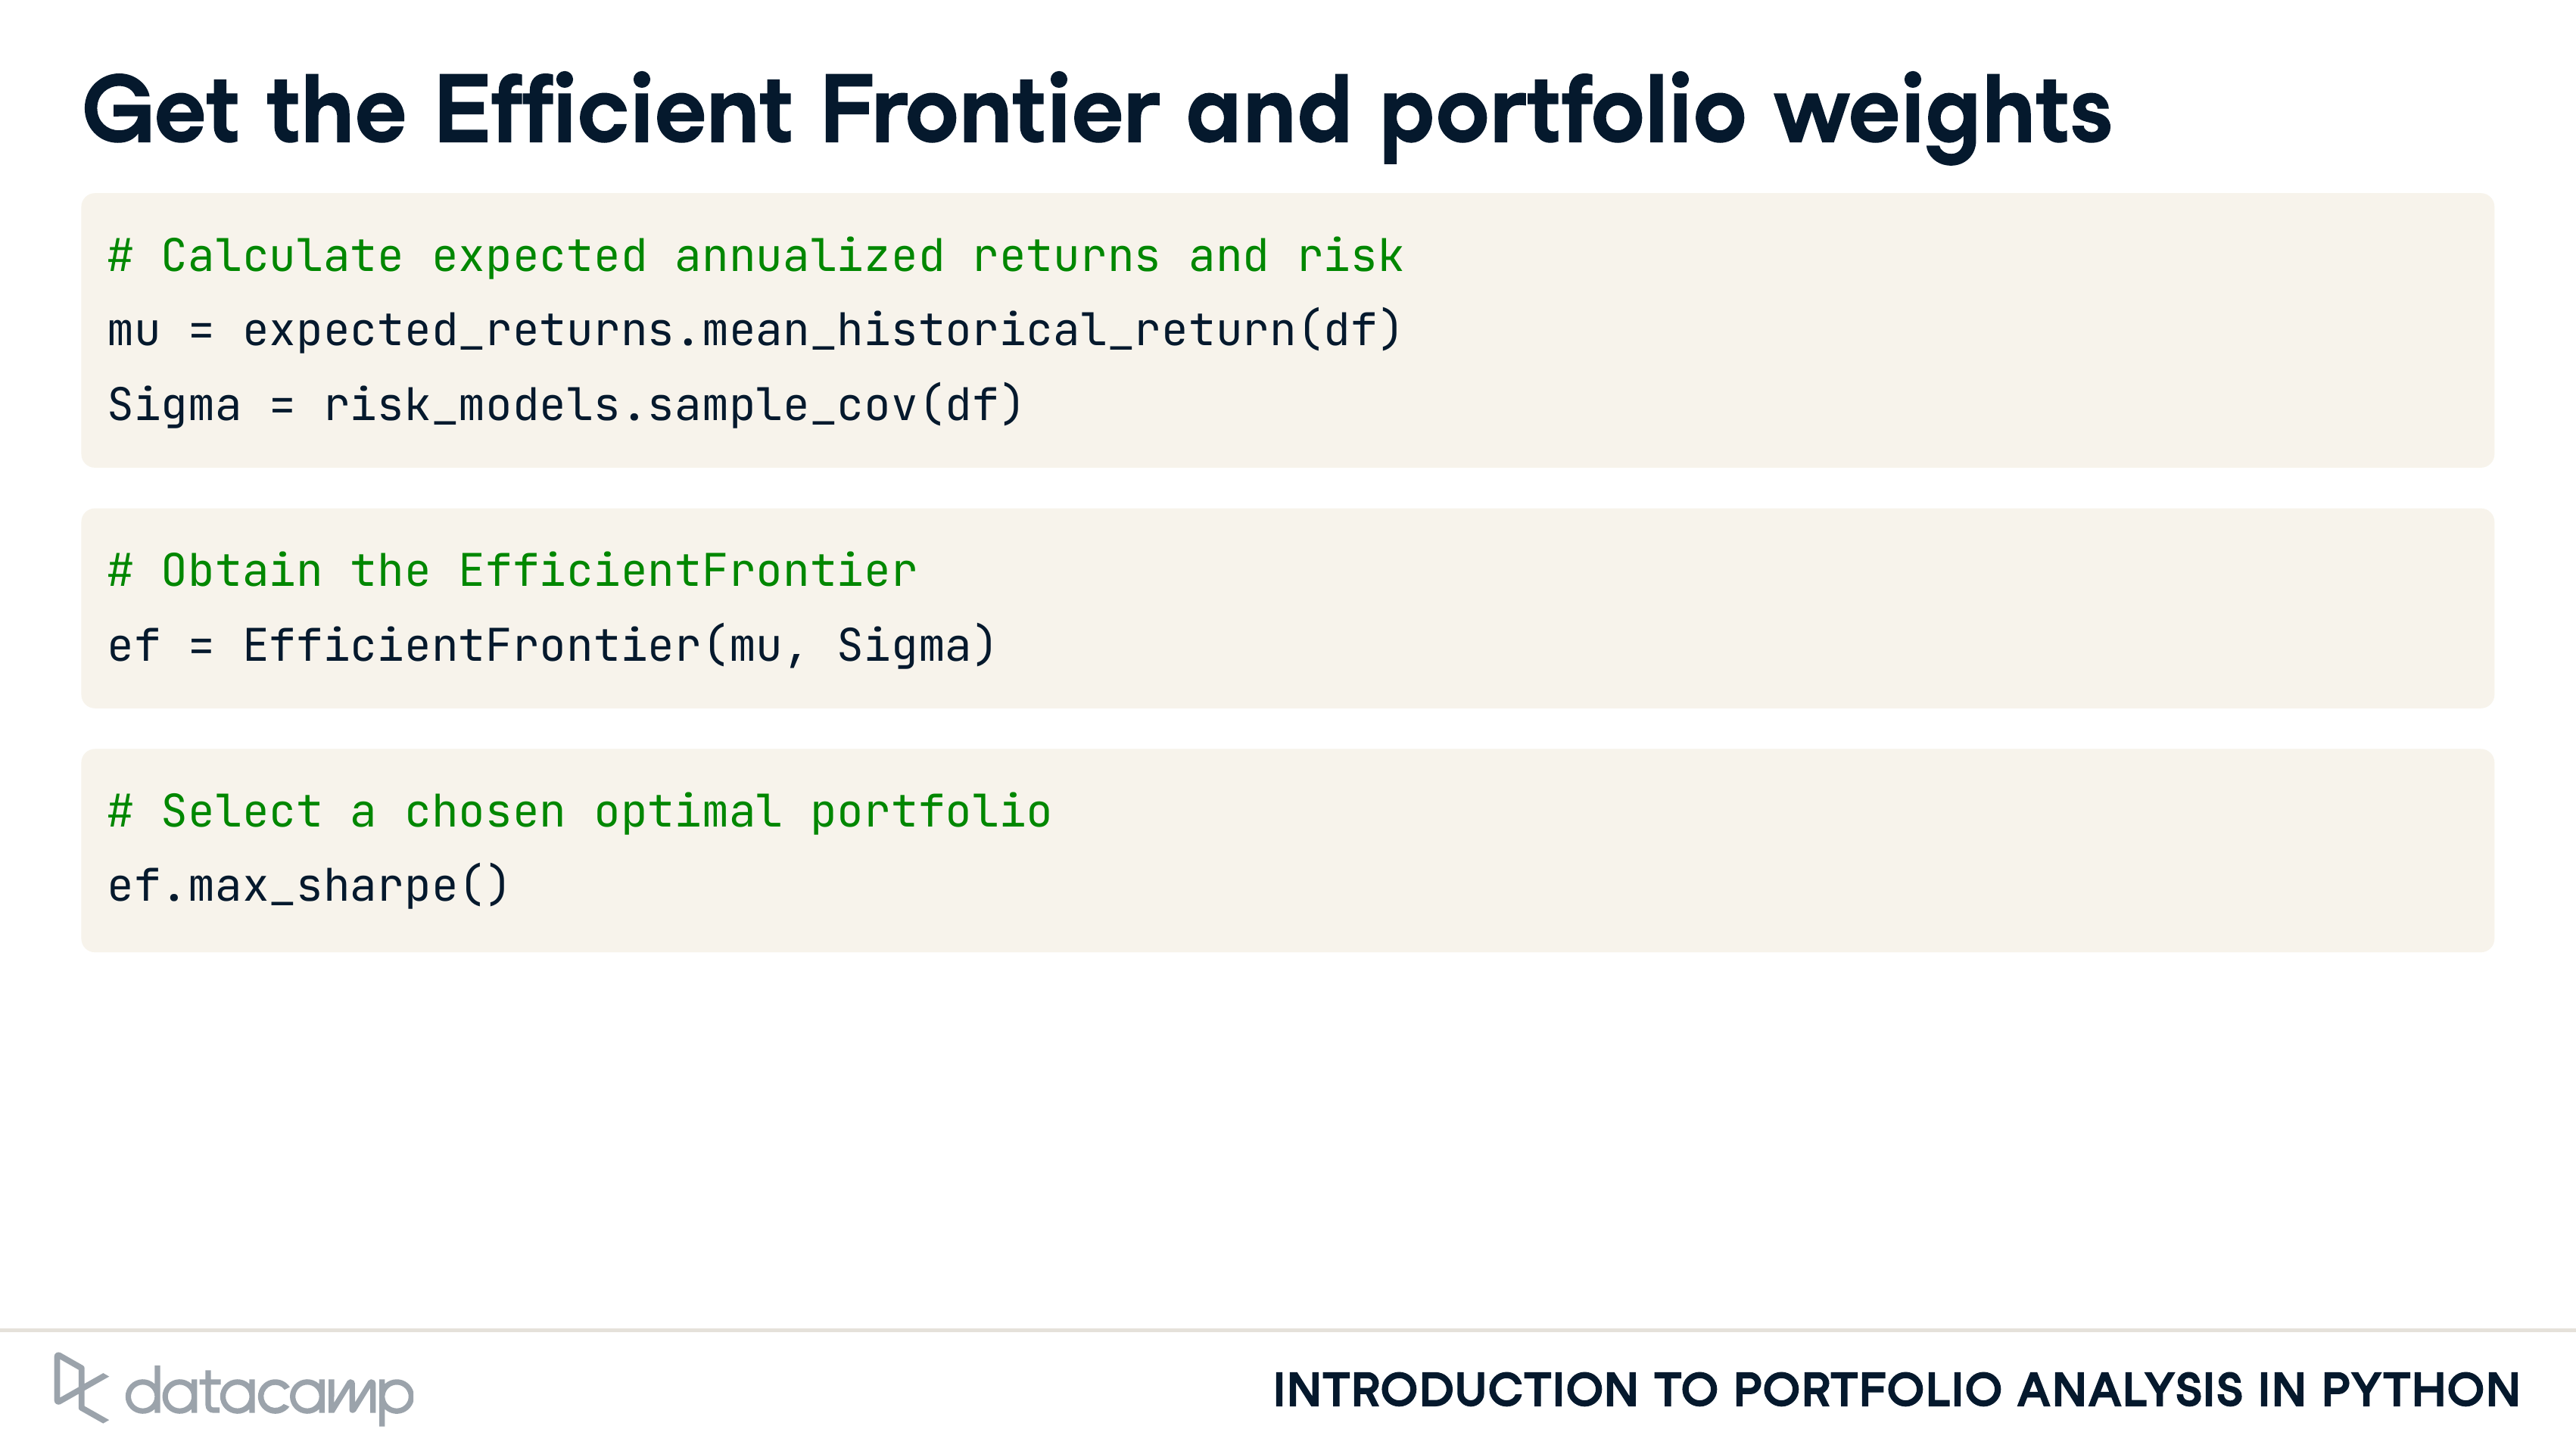 Get the Efficient Frontier and portfolio weights
# Calculate expected annualized returns and risk
mu = expected_returns.mean_historical_return(df)
Sigma = risk_models.sample_cov(df)
# Obtain the EfficientFrontier
ef = EfficientFrontier(mu, Sigma)
# Select a chosen optimal portfolio
ef.max_sharpe()
datacamp
INTRODUCTION TO PORTFOLIO ANALYSIS IN PYTHON